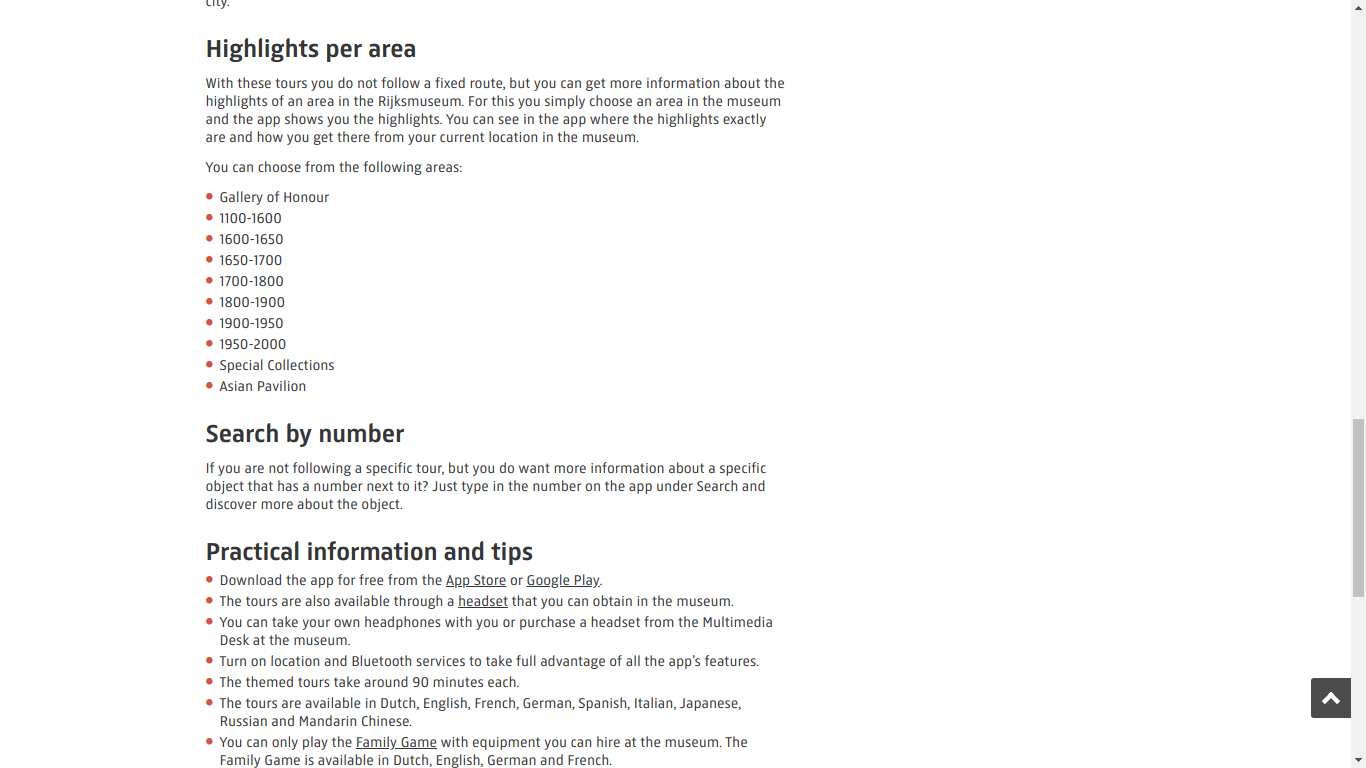 city.
Highlights per area
With these tours you do not follow a fixed route, but you can get more information about the
highlights of an area in the Rijksmuseum. For this you simply choose an area in the museum
and the app shows you the highlights. You can see in the app where the highlights exactly
are and how you get there from your current location in the museum.
You can choose from the following areas:
Gallery of Honour
1100-1600
1600-1650
1650-1700
1700-1800
1800-1900
1900-1950
1950-2000
Special Collections
Asian Pavilion
Search by number
If you are not following a specific tour, but you do want more information about a specific
object that has a number next to it? Just type in the number on the app under Search and
discover more about the object.
Practical information and tips
Download the app for free from the App Store or Google Play.
The tours are also available through a headset that you can obtain in the museum.
You can take your own headphones with you or purchase a headset from the Multimedia
Desk at the museum.
Turn on location and Bluetooth services to take full advantage of all the app’s features.
The themed tours take around 90 minutes each.
The tours are available in Dutch, English, French, German, Spanish, Italian, Japanese,
Russian and Mandarin Chinese.
You can only play the Family Game with equipment you can hire at the museum. The
Family Game is available in Dutch, English, German and French.